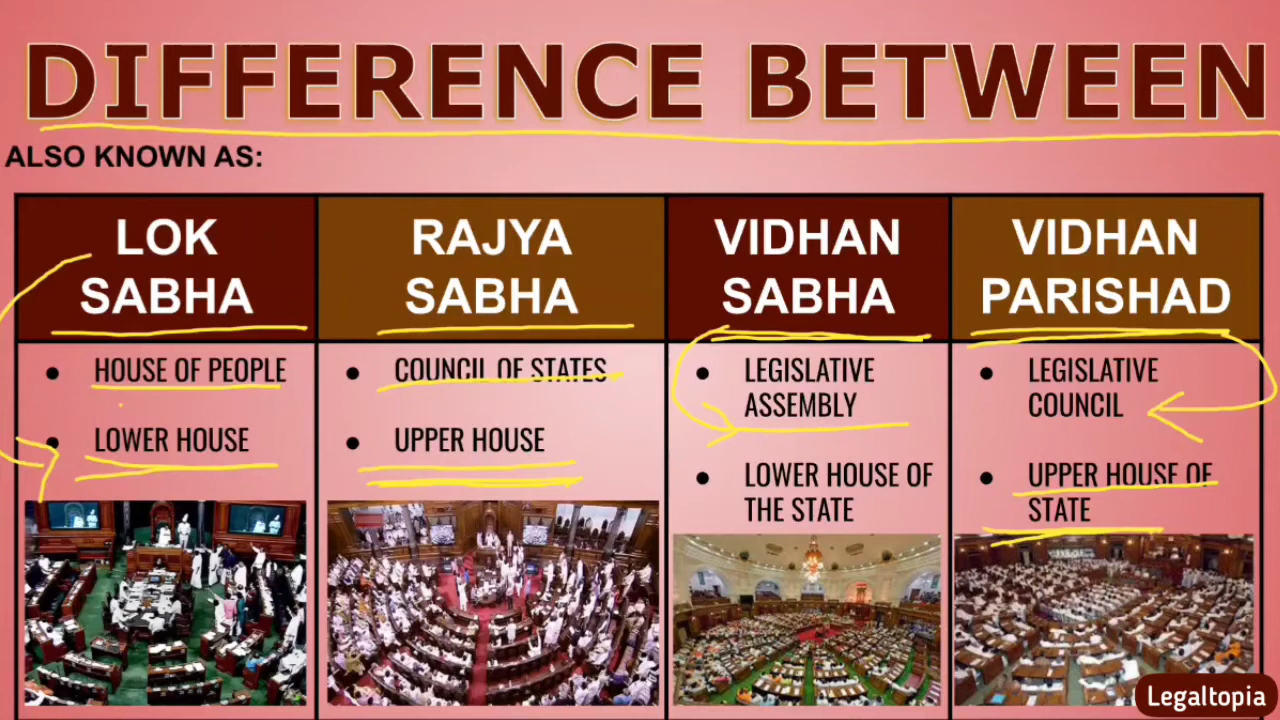 DIFFERENCE BETWEEN
ALSO KNOWN AS:
LOK
SABHA
RAJYA
SABHA
VIDHAN
SABHA
VIDHAN
PARISHAD
• HOUSE OF PEOPLE
• LOWER HOUSE
• COUNCIL OF STATES
• UPPER HOUSE
• LEGISLATIVE
ASSEMBLY
• LOWER HOUSE OF
THE STATE
• LEGISLATIVE
COUNCIL
• UPPER HOUSE OF
STATE
Legaltopia